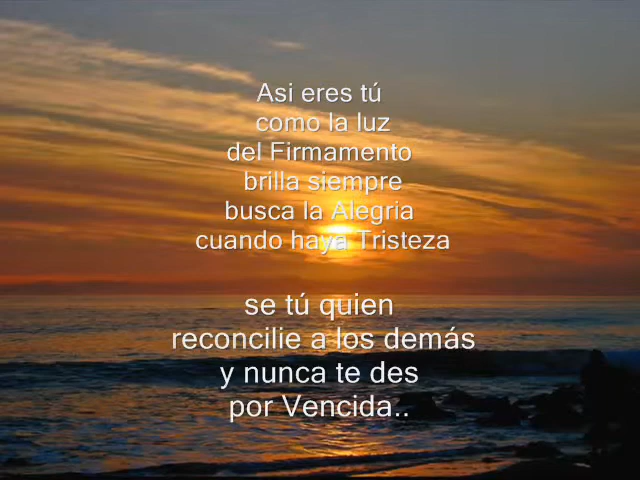 Asi eres tú
como la luz
del Firmamento
brilla siempre
busca la Alegria
cuando haya Tristeza
se tú quien
reconcilie a los demás
y nunca te des
por Vencida..